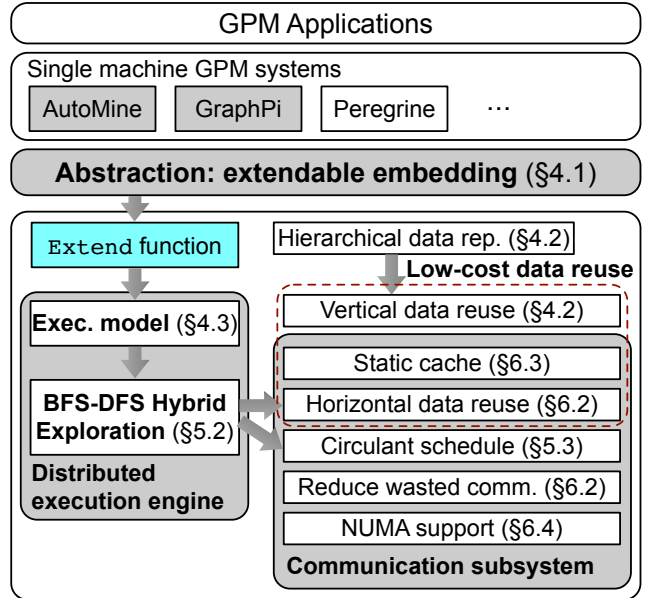 GPM Applications
Single machine GPM systems
AutoMine
GraphPi
Peregrine
...
Abstraction: extendable embedding (§4.1)
Extend function
Hierarchical data rep. (§4.2)
Low-cost data reuse
Exec. model (§4.3)
BFS-DFS Hybrid
Exploration (§5.2)
Distributed
execution engine
Vertical data reuse (§4.2)
Static cache (§6.3)
Horizontal data reuse (§6.2)
Circulant schedule (§5.3)
Reduce wasted comm. (§6.2)
NUMA support (§6.4)
Communication subsystem